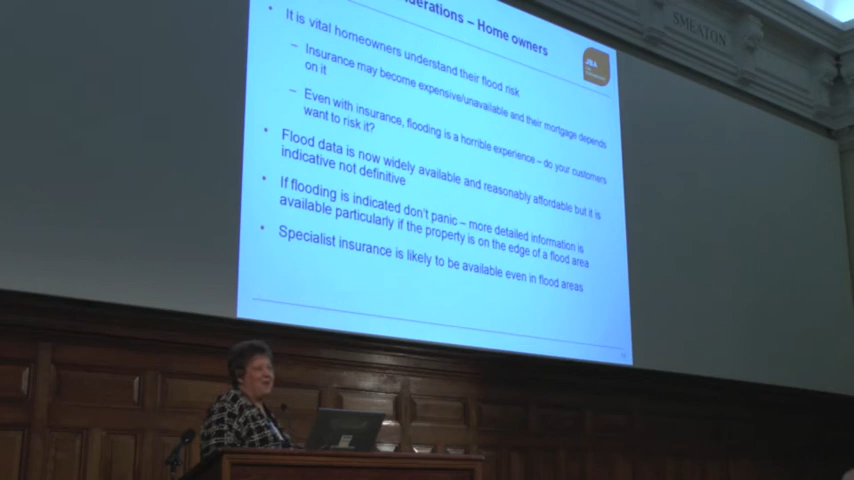 derations – Home owners
SMEATON
• It is vital homeowners understand their flood risk
– Insurance may become expensive/unavailable and their mortgage depends
on it
– Even with insurance, flooding is a horrible experience – do your customers
want to risk it?
• Flood data is now widely available and reasonably affordable but it is
indicative not definitive
• If flooding is indicated don't panic – more detailed information is
available particularly if the property is on the edge of a flood area
• Specialist insurance is likely to be available even in flood areas
JBA